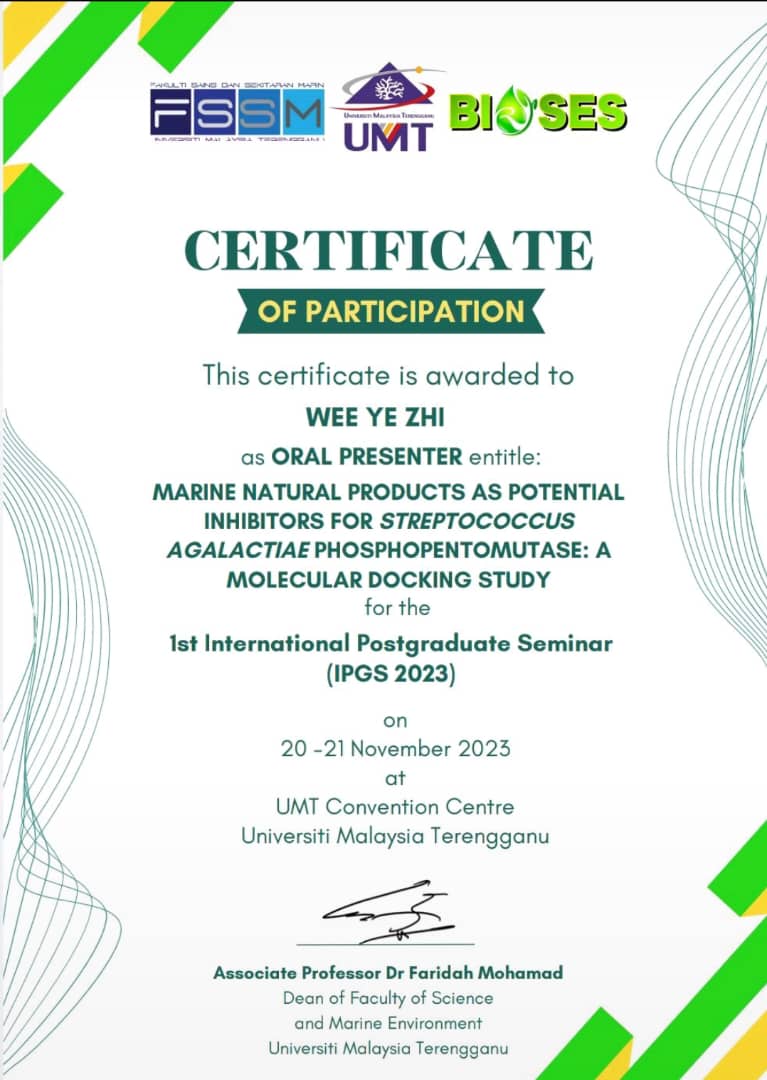 FAKULTI SAINS DAN SEKITARAN MARIN
FSSM
UNIVERSITI MALAYSIA TERENGGANU
UNIVERSITI MALAYSIA TERENGGANU
UMT
BIOSES
CERTIFICATE
OF PARTICIPATION
This certificate is awarded to
WEE YE ZHI
as ORAL PRESENTER entitle:
MARINE NATURAL PRODUCTS AS POTENTIAL
INHIBITORS FOR STREPTOCOCCUS
AGALACTIAE PHOSPHOPENTOMUTASE: A
MOLECULAR DOCKING STUDY
for the
1st International Postgraduate Seminar
(IPGS 2023)
on
20 -21 November 2023
at
UMT Convention Centre
Universiti Malaysia Terengganu
Associate Professor Dr Faridah Mohamad
Dean of Faculty of Science
and Marine Environment
Universiti Malaysia Terengganu